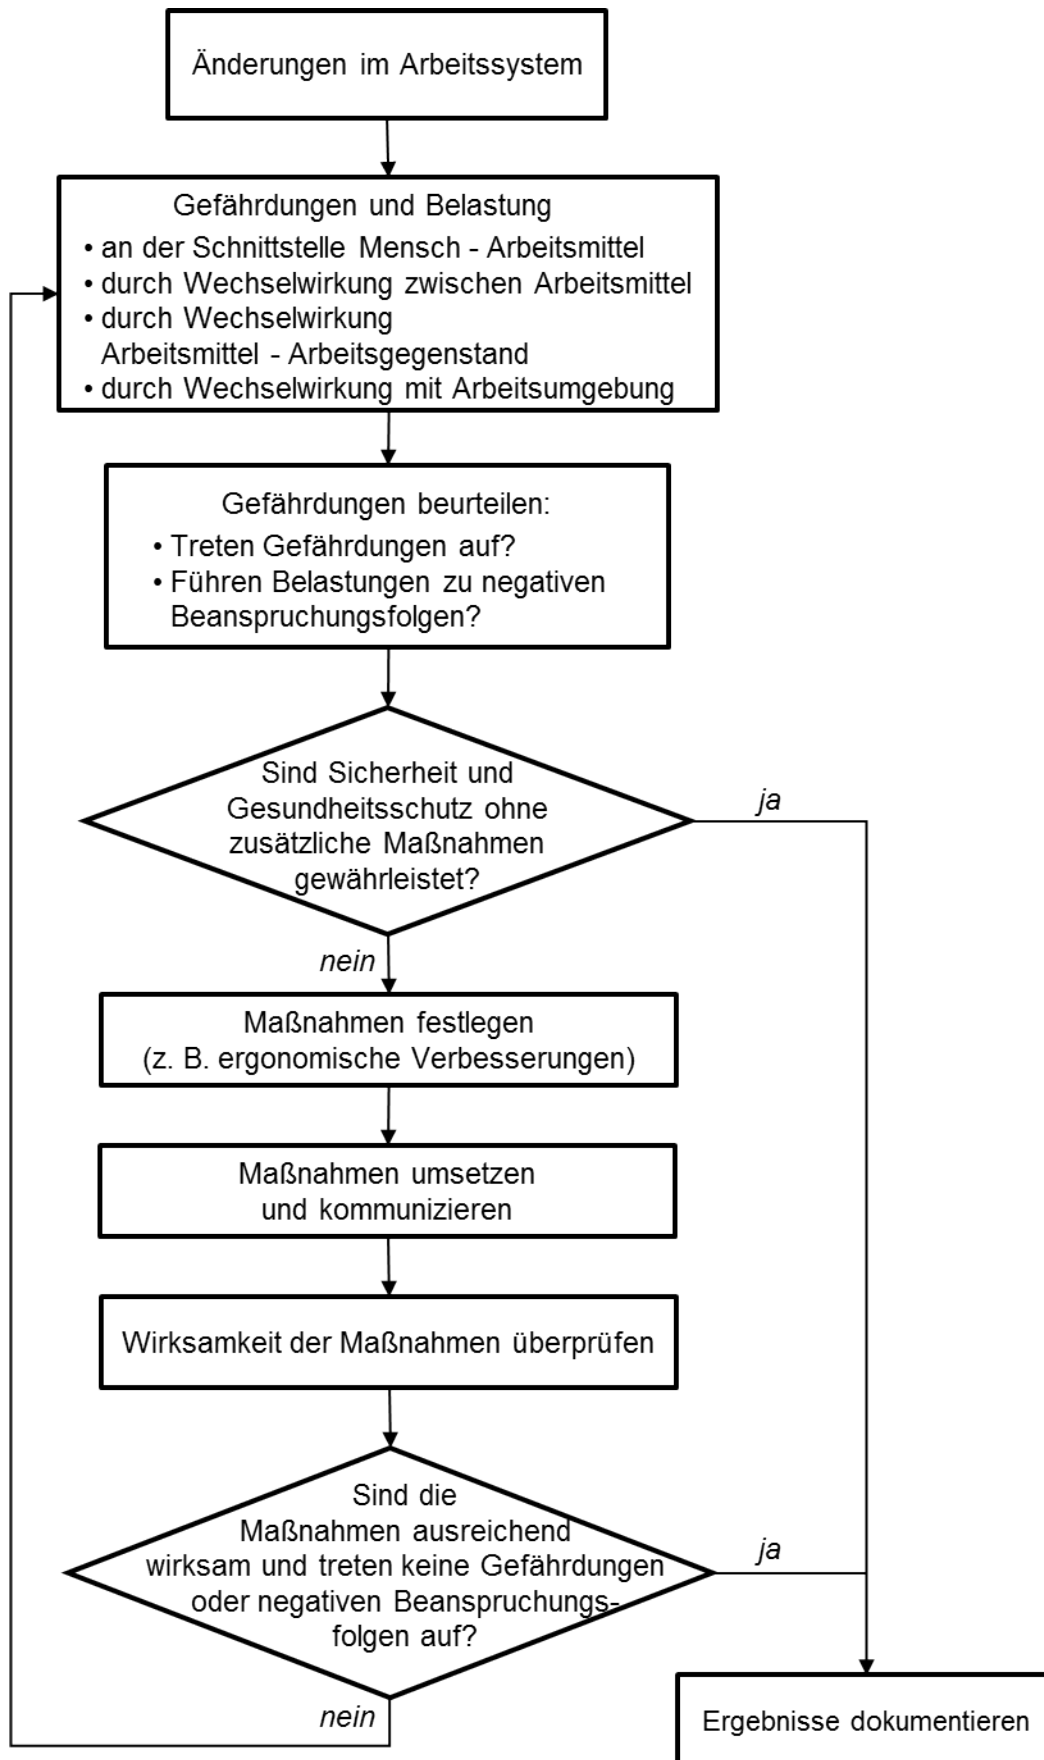 Änderungen im Arbeitssystem
Gefährdungen und Belastung
• an der Schnittstelle Mensch - Arbeitsmittel
• durch Wechselwirkung zwischen Arbeitsmittel
• durch Wechselwirkung
Arbeitsmittel - Arbeitsgegenstand
• durch Wechselwirkung mit Arbeitsumgebung
Gefährdungen beurteilen:
• Treten Gefährdungen auf?
• Führen Belastungen zu negativen
Beanspruchungsfolgen?
Sind Sicherheit und
Gesundheitsschutz ohne
zusätzliche Maßnahmen
gewährleistet?
ja
nein
Maßnahmen festlegen
(z. B. ergonomische Verbesserungen)
Maßnahmen umsetzen
und kommunizieren
Wirksamkeit der Maßnahmen überprüfen
Sind die
Maßnahmen ausreichend
wirksam und treten keine Gefährdungen
oder negativen Beanspruchungs-
folgen auf?
ja
nein
Ergebnisse dokumentieren